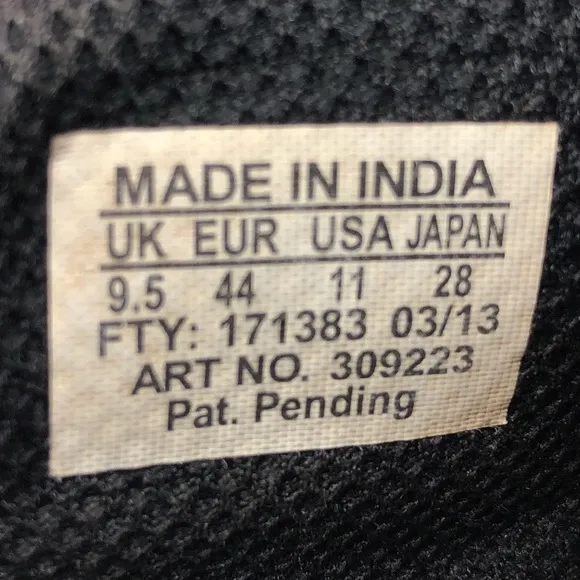 MADE IN INDIA
UK EUR USA JAPAN
9.5 44 11 28
FTY: 171383 03/13
ART NO. 309223
Pat. Pending